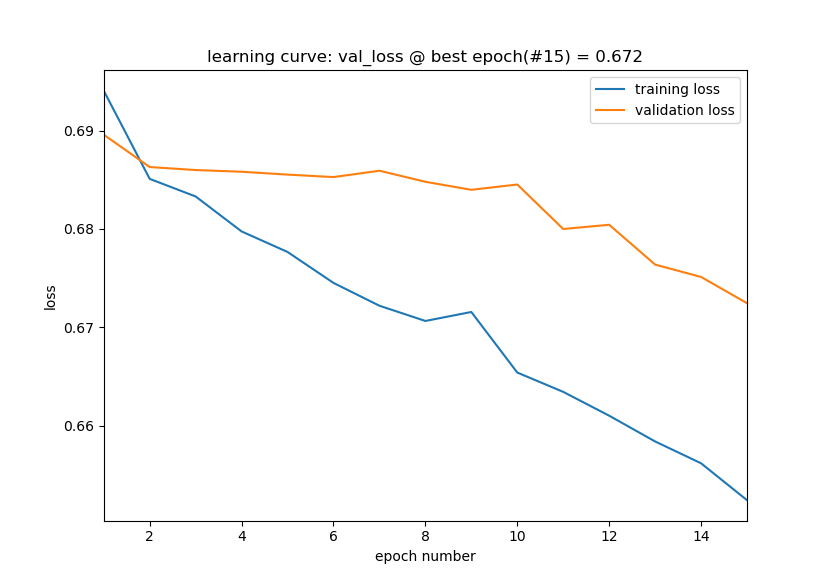 learning curve: val_loss @ best epoch(#15) = 0.672
training loss
validation loss
0.69
0.68
0.67
0.66
loss
2 4 6 8 10 12 14
epoch number